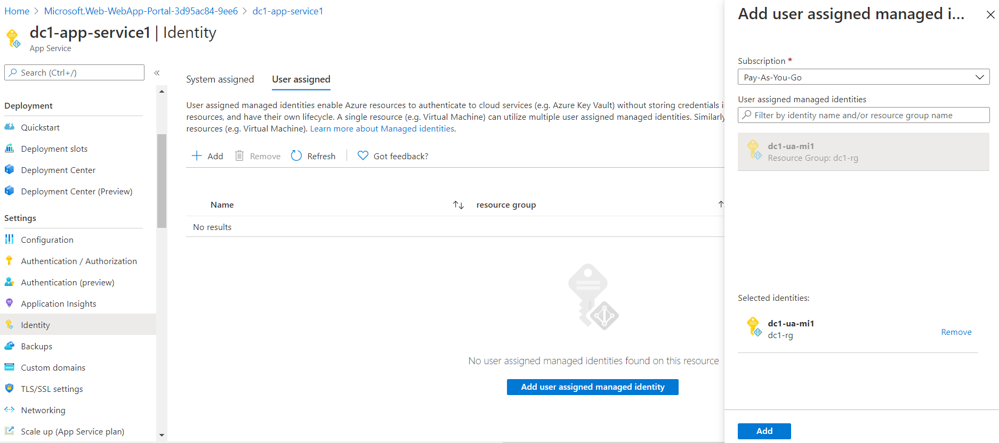 Home > Microsoft.Web-WebApp-Portal-3d95ac84-9ee6 > dc1-app-service1
dc1-app-service1 | Identity
App Service
Search (Ctrl+/)
«
Deployment
Quickstart
Deployment slots
Deployment Center
Deployment Center (Preview)
Settings
Configuration
Authentication / Authorization
Authentication (preview)
Application Insights
Identity
Backups
Custom domains
TLS/SSL settings
Networking
Scale up (App Service plan)
System assigned
User assigned
User assigned managed identities enable Azure resources to authenticate to cloud services (e.g. Azure Key Vault) without storing credentials i
resources, and have their own lifecycle. A single resource (e.g. Virtual Machine) can utilize multiple user assigned managed identities. Similarly
resources (e.g. Virtual Machine). Learn more about Managed identities.
Add
Remove
Refresh
Got feedback?
Name
resource group
No results
No user assigned managed identities found on this resource
Add user assigned managed identity
Add user assigned managed i...
Subscription *
Pay-As-You-Go
User assigned managed identities
Filter by identity name and/or resource group name
dc1-ua-mi1
Resource Group: dc1-rg
Selected identities:
dc1-ua-mi1
dc1-rg
Remove
Add